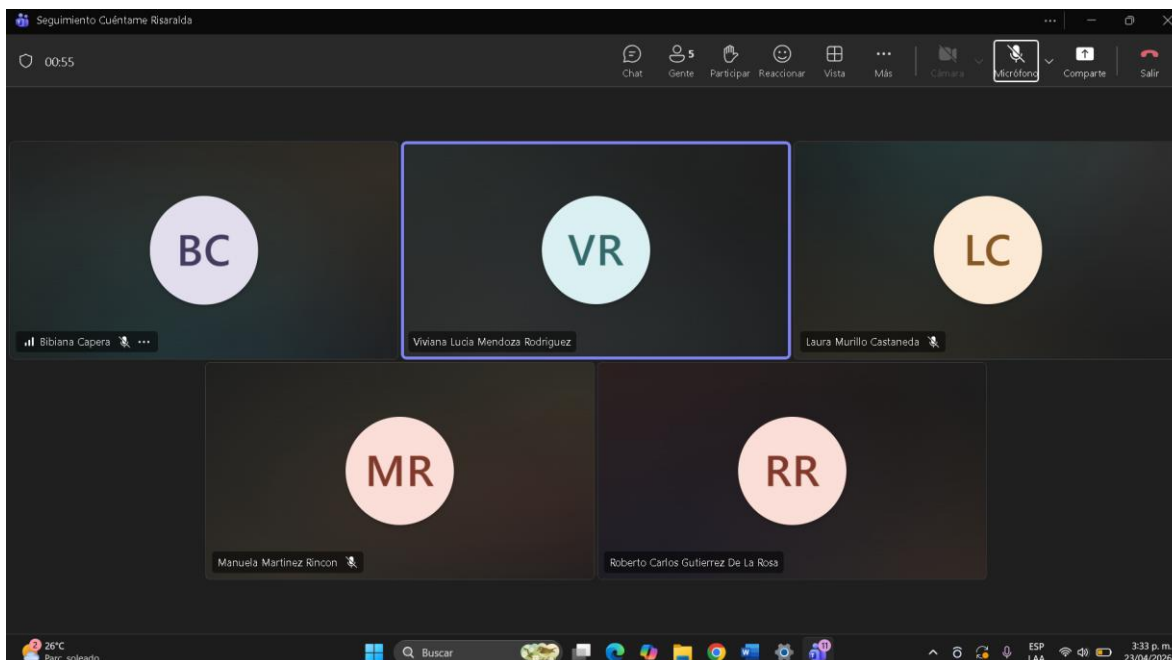 Seguimiento Cuéntame Risaralda
00:55
5
Chat Gente Participar Reaccionar Vista Más Cámara Micrófono Comparte Salir
BC VR LC
Bibiana Capera Viviana Lucia Mendoza Rodriguez Laura Murillo Castaneda
MR RR
Manuela Martinez Rincon Roberto Carlos Gutierrez De La Rosa
2 26°C Buscar 11 ESP 3:33 p. m.
Parc. soleado LAA 23/04/2026